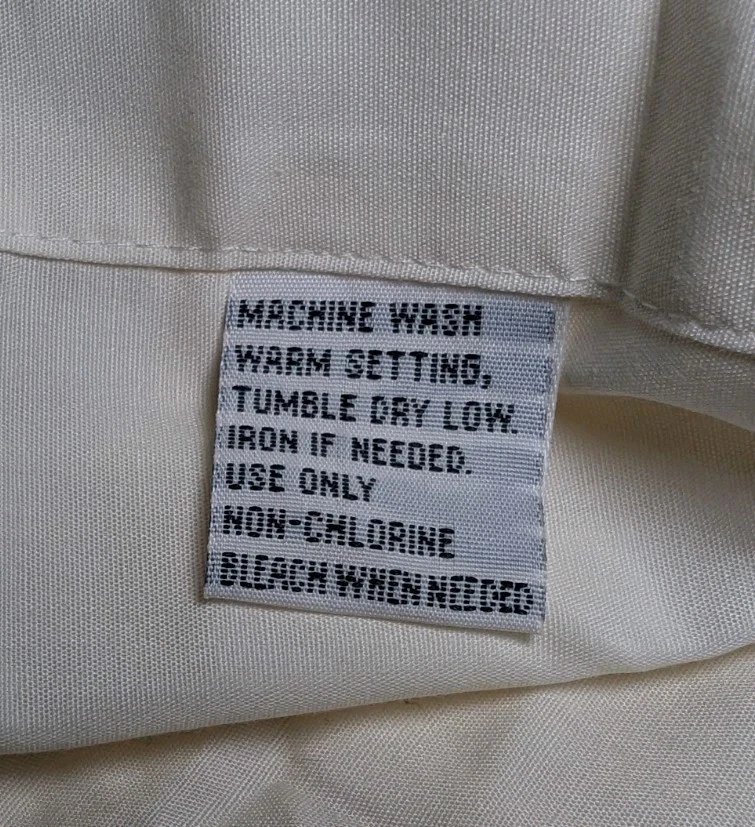 MACHINE WASH
WARM SETTING,
TUMBLE DRY LOW.
IRON IF NEEDED.
USE ONLY
NON-CHLORINE
BLEACH WHEN NEEDED